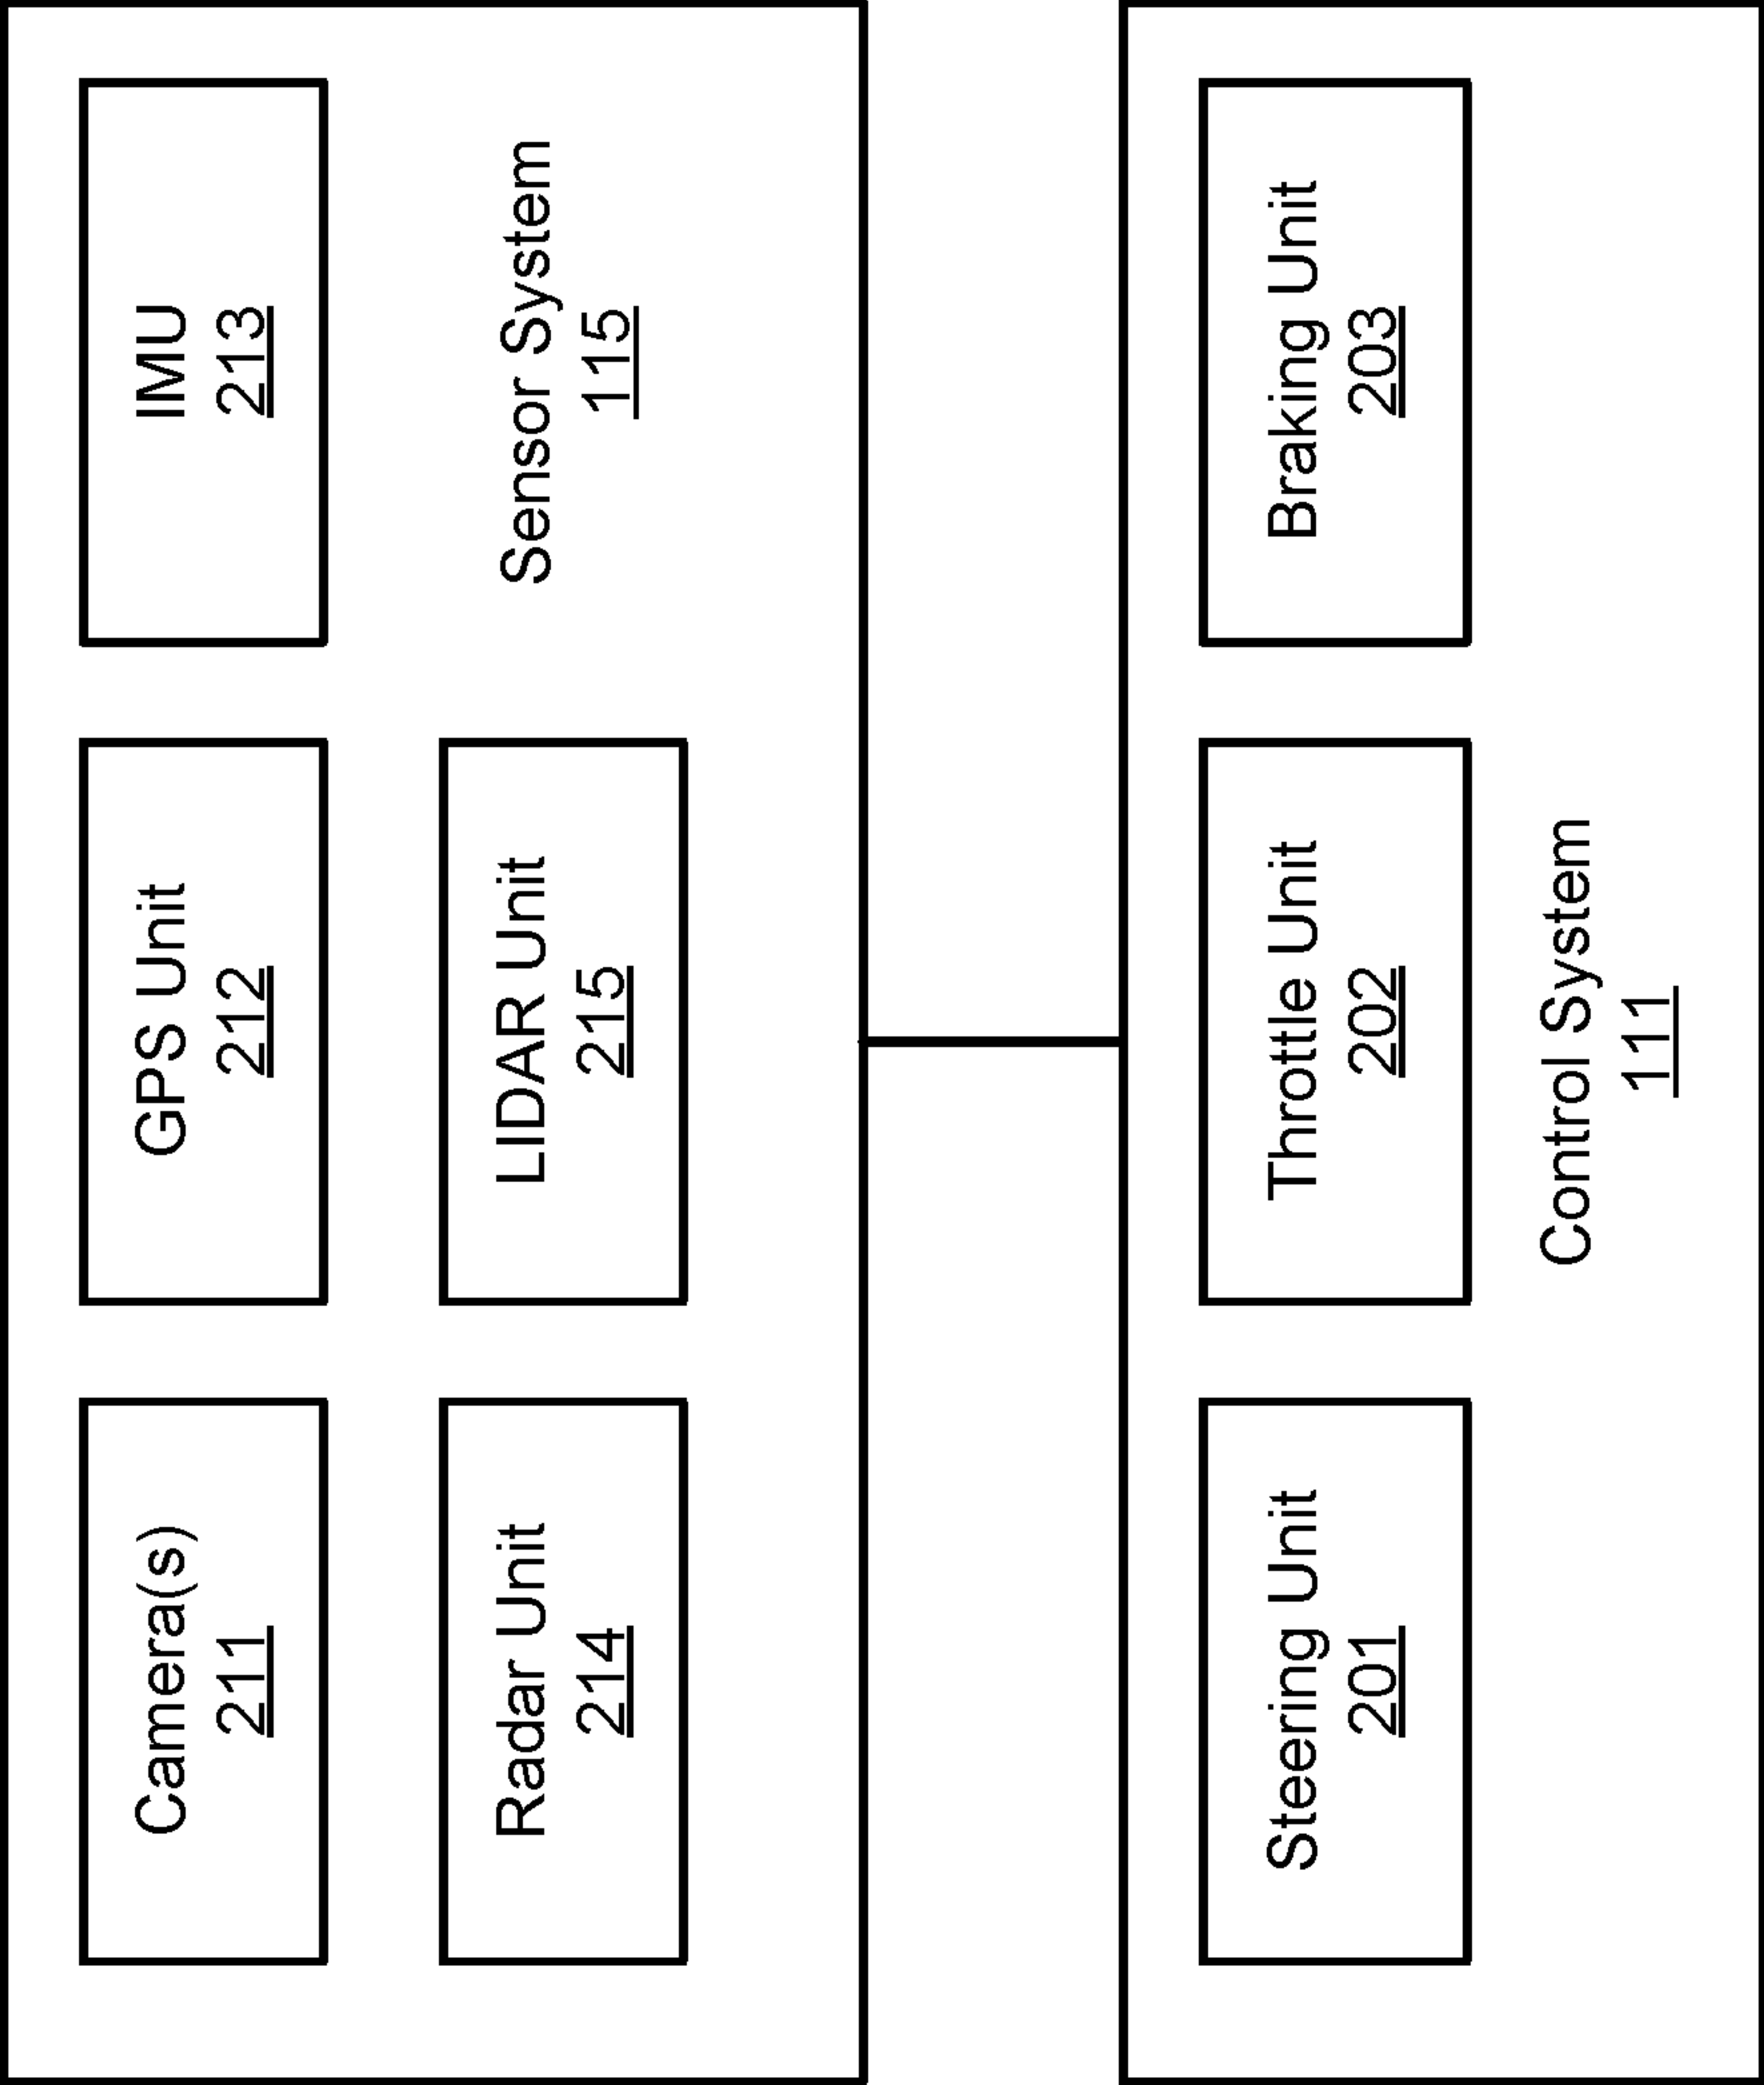 Camera(s)
211
GPS Unit
212
IMU
213
Radar Unit
214
LIDAR Unit
215
Sensor System
115
Steering Unit
201
Throttle Unit
202
Braking Unit
203
Control System
111